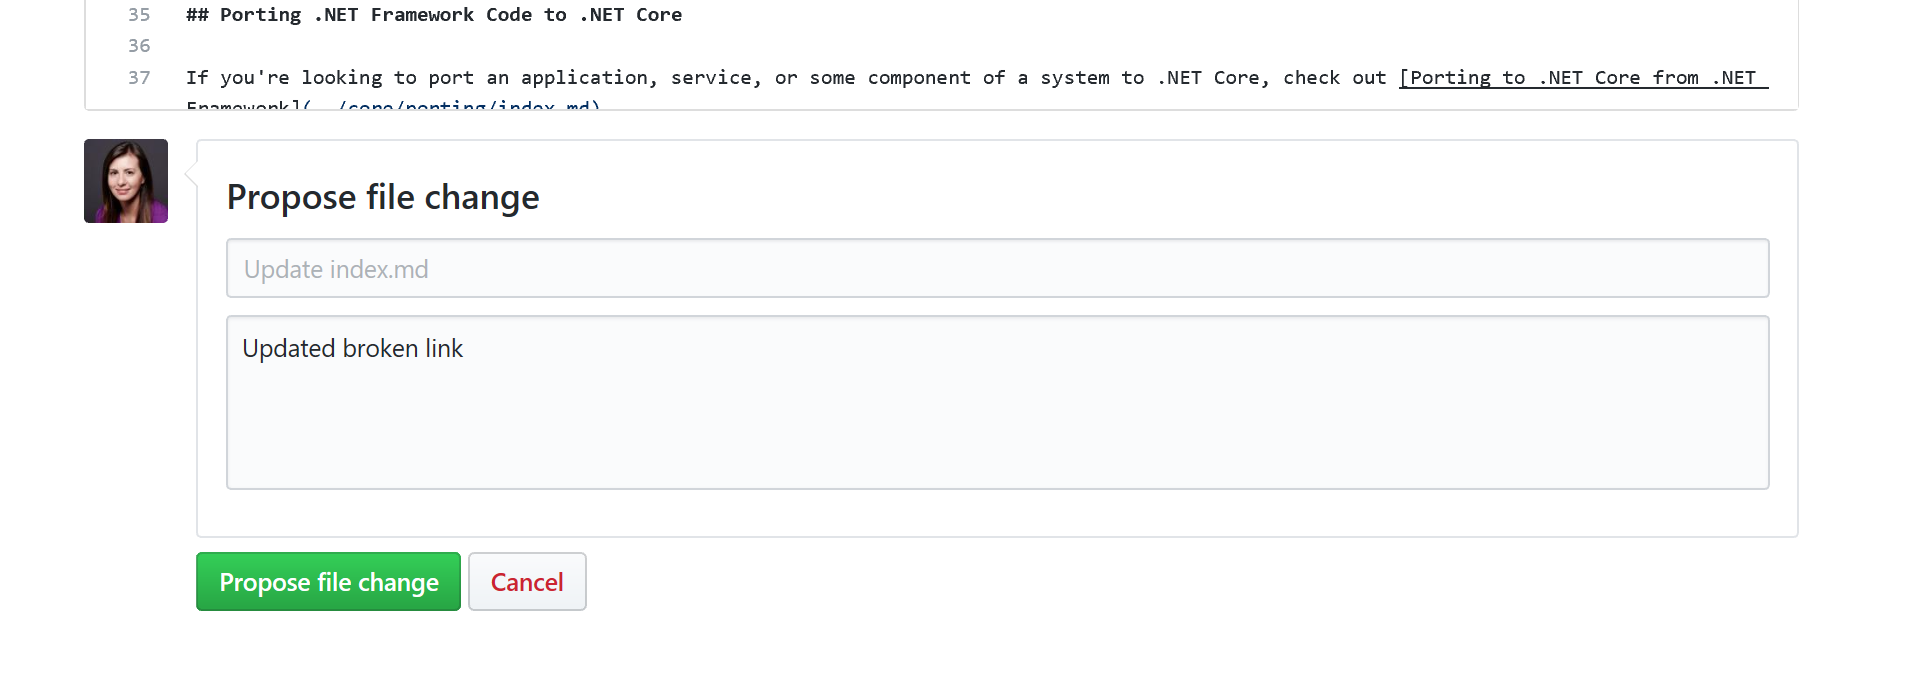 35 ## Porting .NET Framework Code to .NET Core
36
37 If you're looking to port an application, service, or some component of a system to .NET Core, check out [Porting to .NET Core from .NET
Framework](../core/porting/index.md)
Propose file change
Update index.md
Updated broken link
Propose file change Cancel